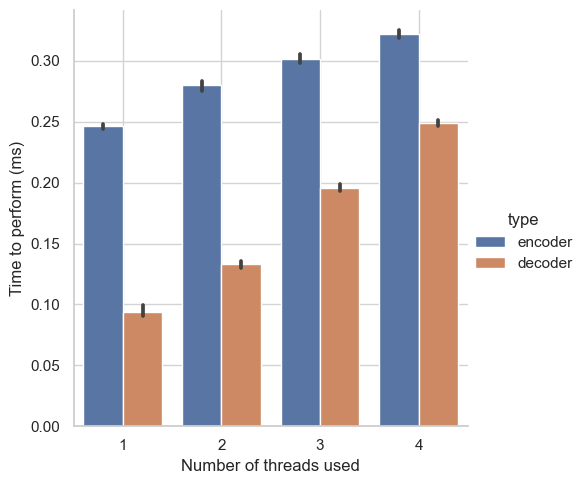 Time to perform (ms)
0.30
0.25
0.20
0.15
0.10
0.05
0.00
1 2 3 4
Number of threads used
type
encoder
decoder